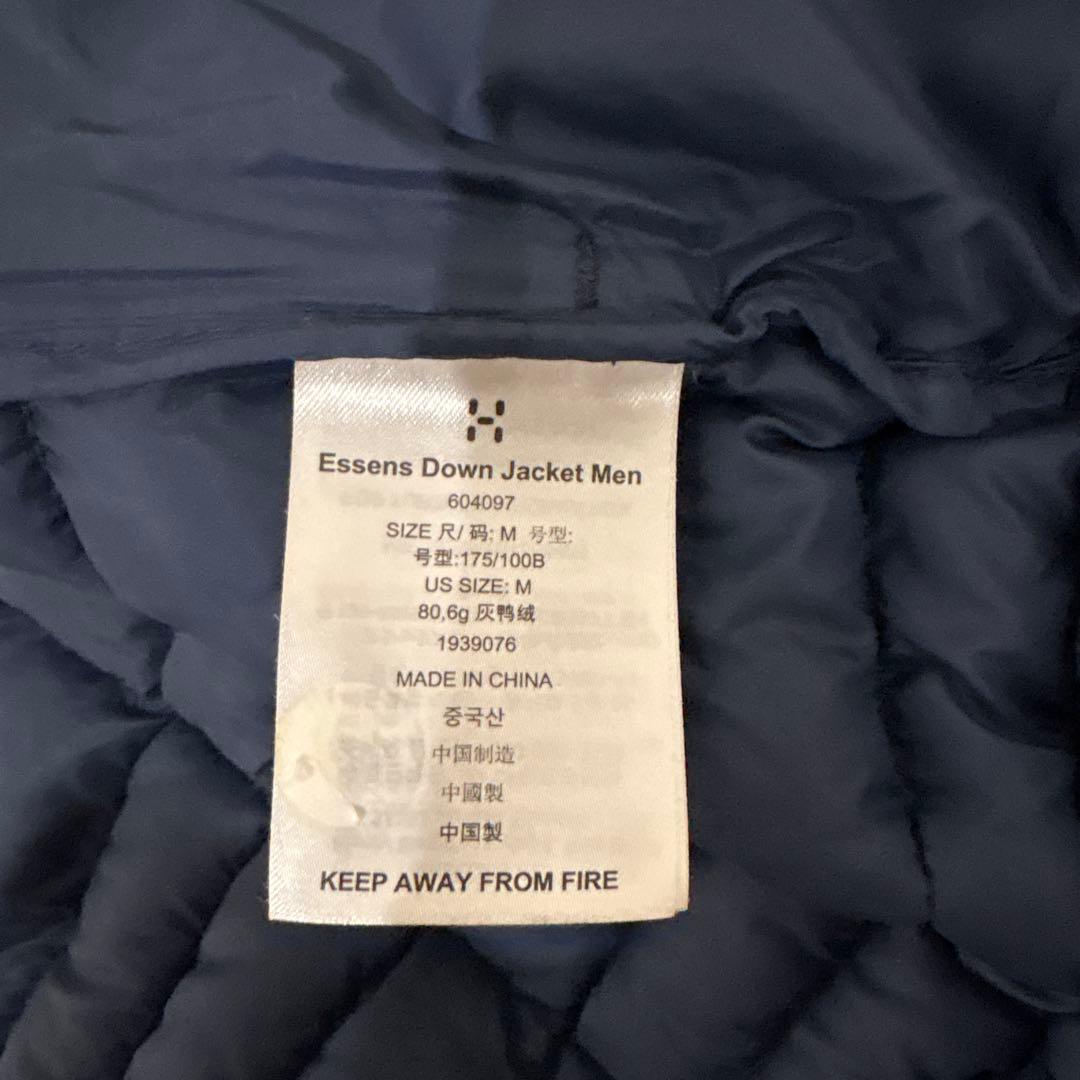 Essens Down Jacket Men
604097
SIZE 尺/ 码: M 号型:
号型:175/100B
US SIZE: M
80,6g 灰鸭绒
1939076
MADE IN CHINA
중국산
中国制造
中國製
中国製
KEEP AWAY FROM FIRE